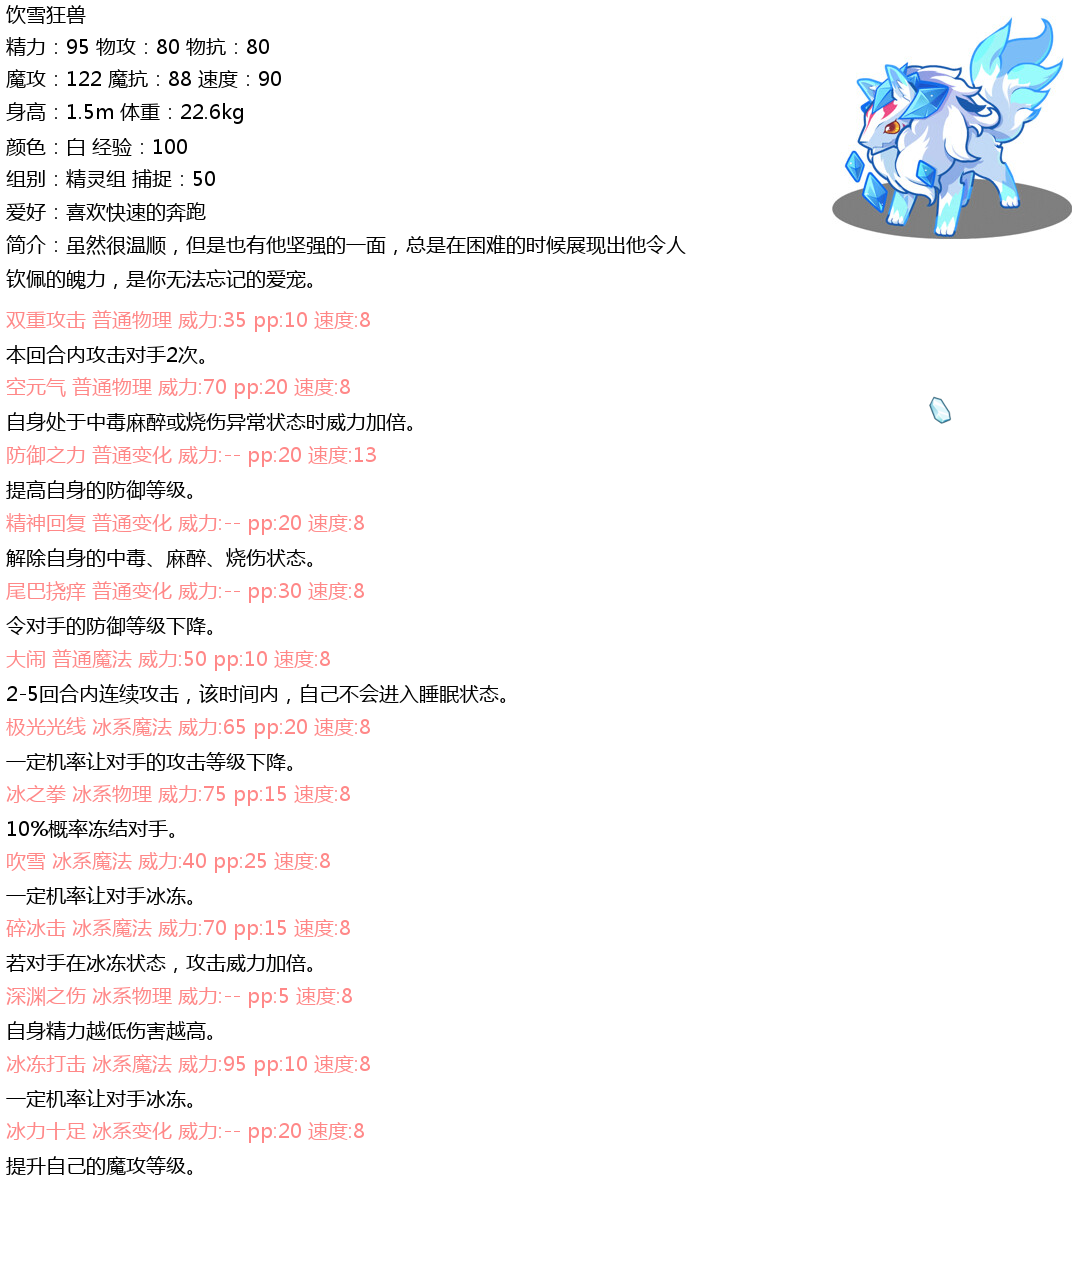 饮雪狂兽
精力：95 物攻：80 物抗：80
魔攻：122 魔抗：88 速度：90
身高：1.5m 体重：22.6kg
颜色：白 经验：100
组别：精灵组 捕捉：50
爱好：喜欢快速的奔跑
简介：虽然很温顺，但是也有他坚强的一面，总是在困难的时候展现出他令人
钦佩的魄力，是你无法忘记的爱宠。
双重攻击 普通物理 威力:35 pp:10 速度:8
本回合内攻击对手2次。
空元气 普通物理 威力:70 pp:20 速度:8
自身处于中毒麻醉或烧伤异常状态时威力加倍。
防御之力 普通变化 威力:-- pp:20 速度:13
提高自身的防御等级。
精神回复 普通变化 威力:-- pp:20 速度:8
解除自身的中毒、麻醉、烧伤状态。
尾巴挠痒 普通变化 威力:-- pp:30 速度:8
令对手的防御等级下降。
大闹 普通魔法 威力:50 pp:10 速度:8
2-5回合内连续攻击，该时间内，自己不会进入睡眠状态。
极光光线 冰系魔法 威力:65 pp:20 速度:8
一定机率让对手的攻击等级下降。
冰之拳 冰系物理 威力:75 pp:15 速度:8
10%概率冻结对手。
吹雪 冰系魔法 威力:40 pp:25 速度:8
一定机率让对手冰冻。
碎冰击 冰系魔法 威力:70 pp:15 速度:8
若对手在冰冻状态，攻击威力加倍。
深渊之伤 冰系物理 威力:-- pp:5 速度:8
自身精力越低伤害越高。
冰冻打击 冰系魔法 威力:95 pp:10 速度:8
一定机率让对手冰冻。
冰力十足 冰系变化 威力:-- pp:20 速度:8
提升自己的魔攻等级。